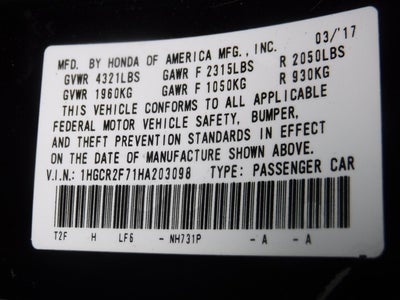 MFD. BY HONDA OF AMERICA MFG., INC. 03/'17
GVWR 4321LBS GAWR F 2315LBS R 2050LBS
GVWR 1960KG GAWR F 1050KG R 930KG
THIS VEHICLE CONFORMS TO ALL APPLICABLE
FEDERAL MOTOR VEHICLE SAFETY, BUMPER,
AND THEFT PREVENTION STANDARDS IN EFFECT
ON THE DATE OF MANUFACTURE SHOWN ABOVE.
V.I.N.: 1HGCR2F71HA203098 TYPE: PASSENGER CAR
T2F H LF6 - NH731P - A - A